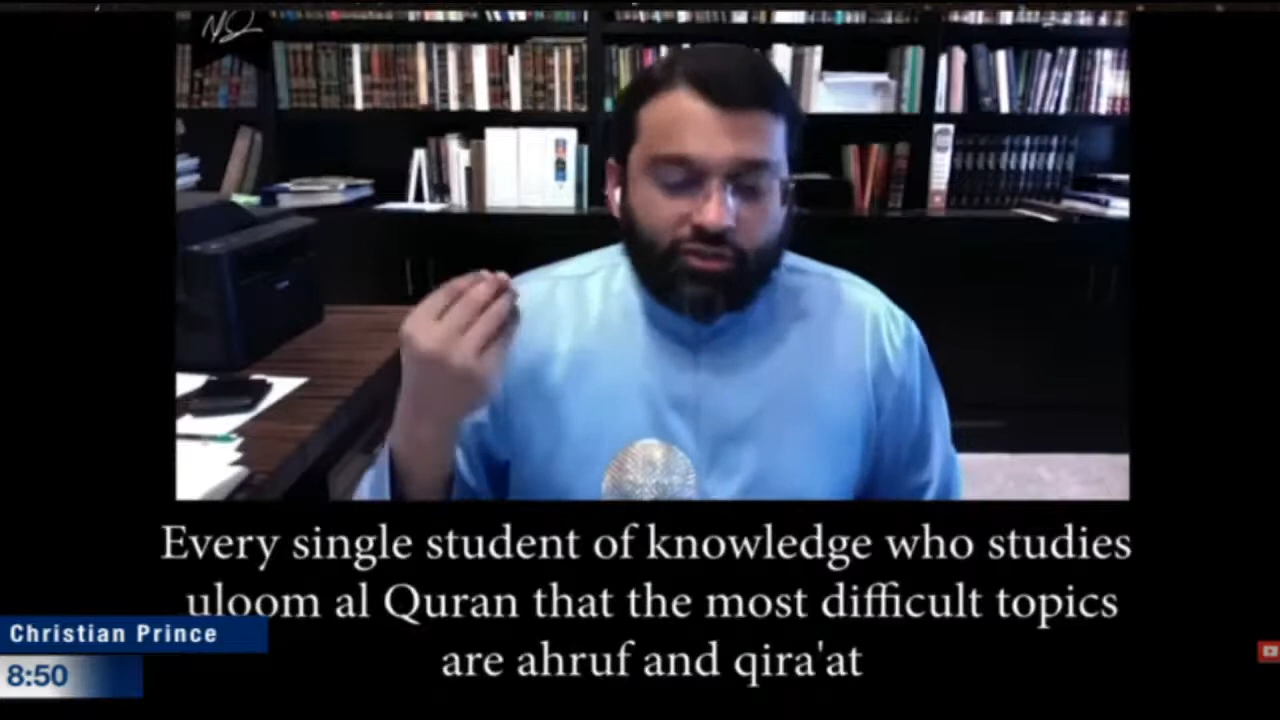 Every single student of knowledge who studies
uloom al Quran that the most difficult topics
are ahruf and qira'at
Christian Prince
8:50